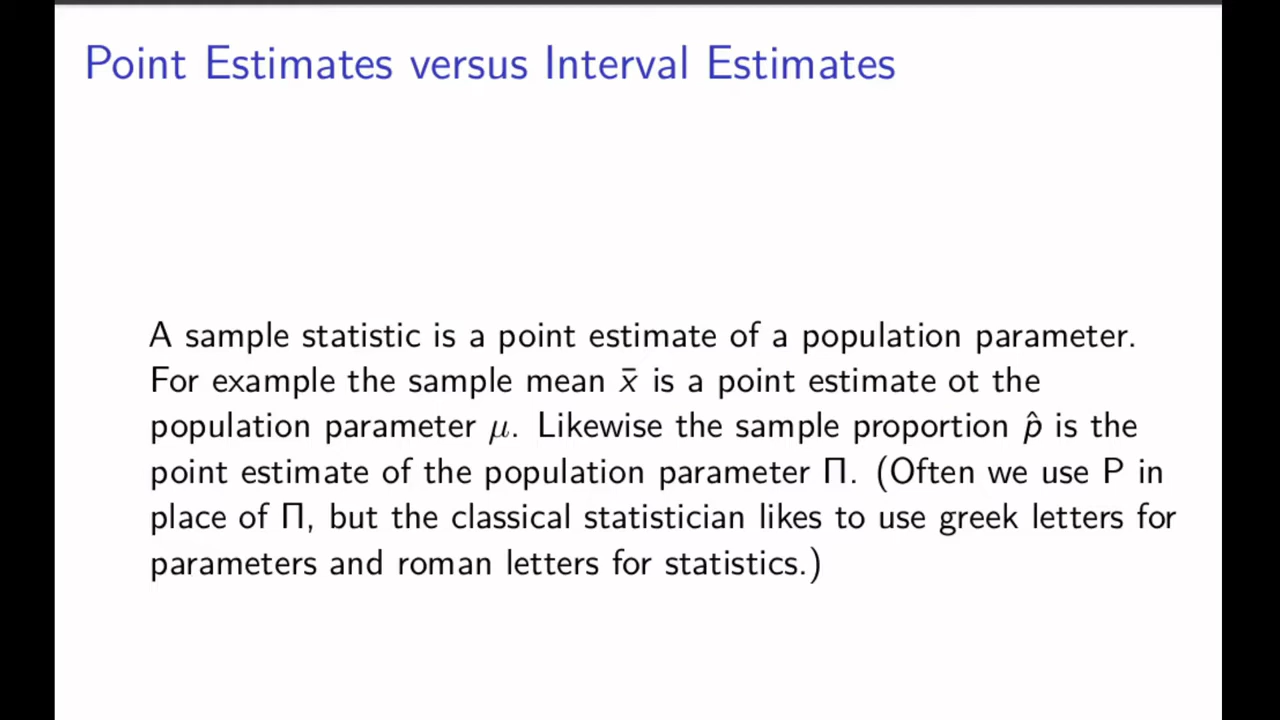 Point Estimates versus Interval Estimates
A sample statistic is a point estimate of a population parameter.
For example the sample mean x̄ is a point estimate ot the
population parameter μ. Likewise the sample proportion p̂ is the
point estimate of the population parameter Π. (Often we use P in
place of Π, but the classical statistician likes to use greek letters for
parameters and roman letters for statistics.)